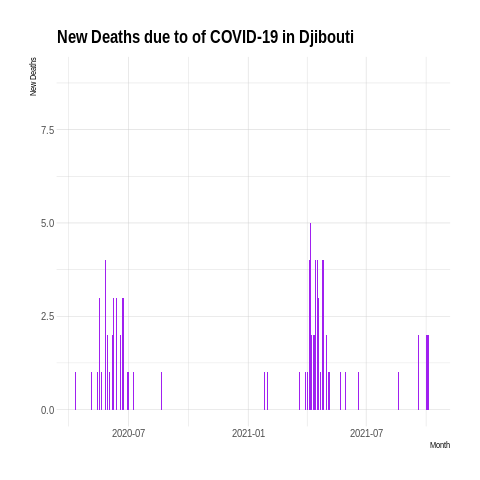 New Deaths due to of COVID-19 in Djibouti
New Deaths
7.5
5.0
2.5
0.0
2020-07 2021-01 2021-07
Month